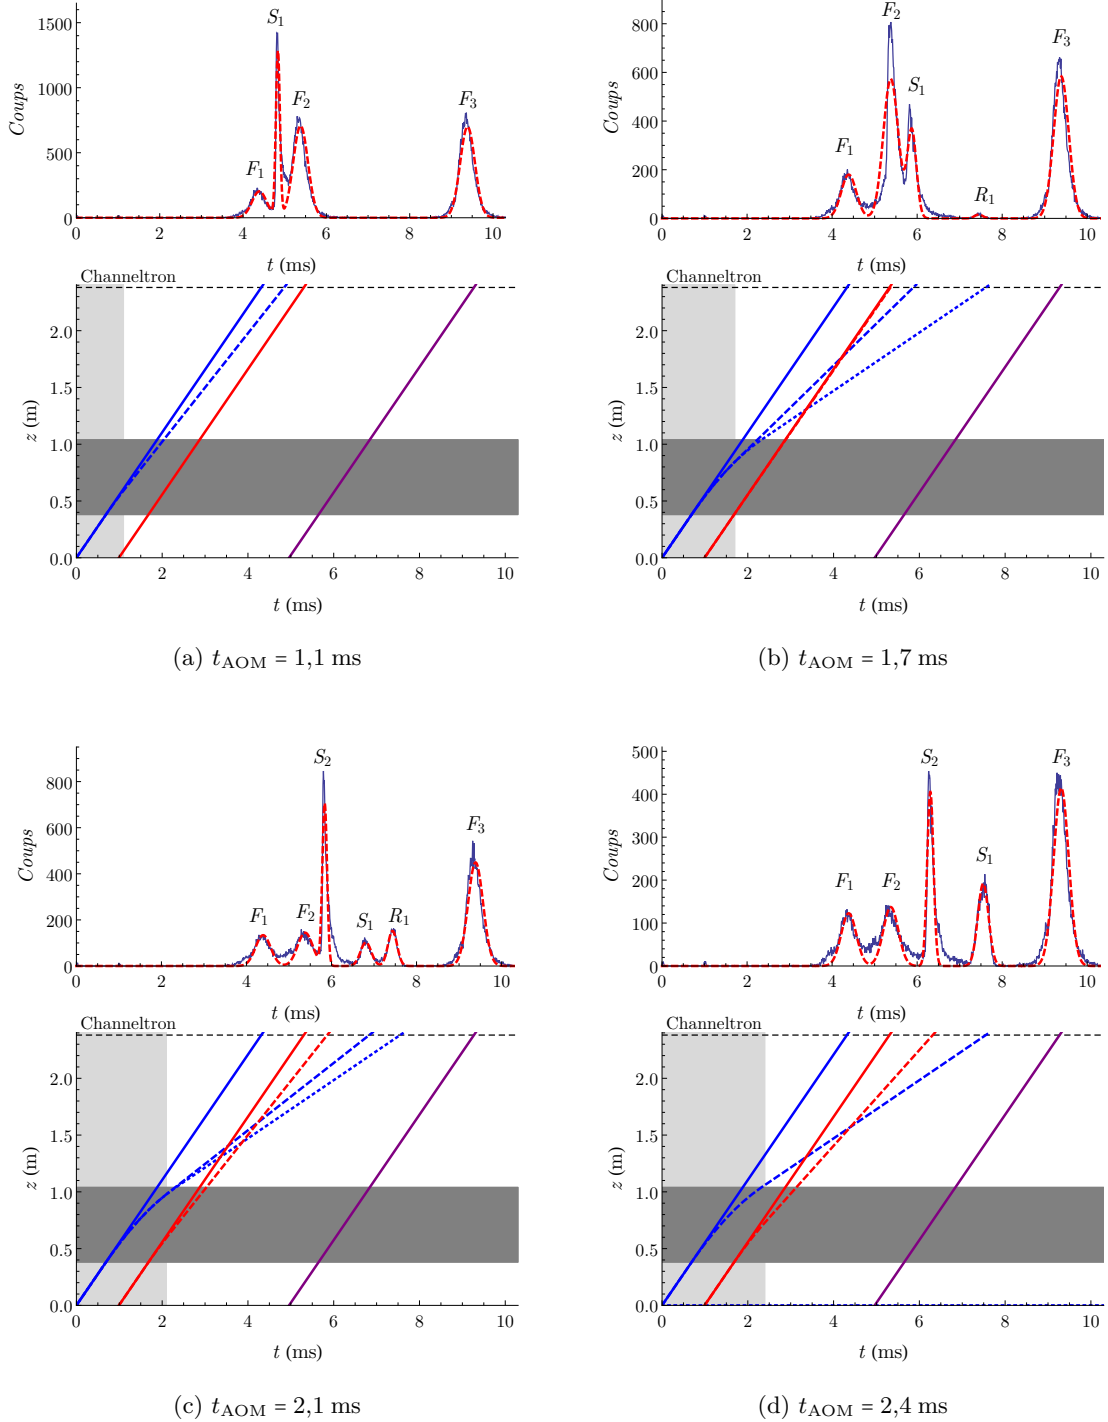 1500
1000
500
0
Coups
F1
S1
F2
F3
0 2 4 6 8 10
t (ms)
Channeltron
2.0
1.5
1.0
0.5
0.0
z (m)
0 2 4 6 8 10
t (ms)
(a) tAOM = 1,1 ms
800
600
400
200
0
Coups
F1
F2
S1
R1
F3
0 2 4 6 8 10
t (ms)
Channeltron
2.0
1.5
1.0
0.5
0.0
z (m)
0 2 4 6 8 10
t (ms)
(b) tAOM = 1,7 ms
800
600
400
200
0
Coups
F1
F2
S2
S1
R1
F3
0 2 4 6 8 10
t (ms)
Channeltron
2.0
1.5
1.0
0.5
0.0
z (m)
0 2 4 6 8 10
t (ms)
(c) tAOM = 2,1 ms
500
400
300
200
100
0
Coups
F1
F2
S2
S1
F3
0 2 4 6 8 10
t (ms)
Channeltron
2.0
1.5
1.0
0.5
0.0
z (m)
0 2 4 6 8 10
t (ms)
(d) tAOM = 2,4 ms